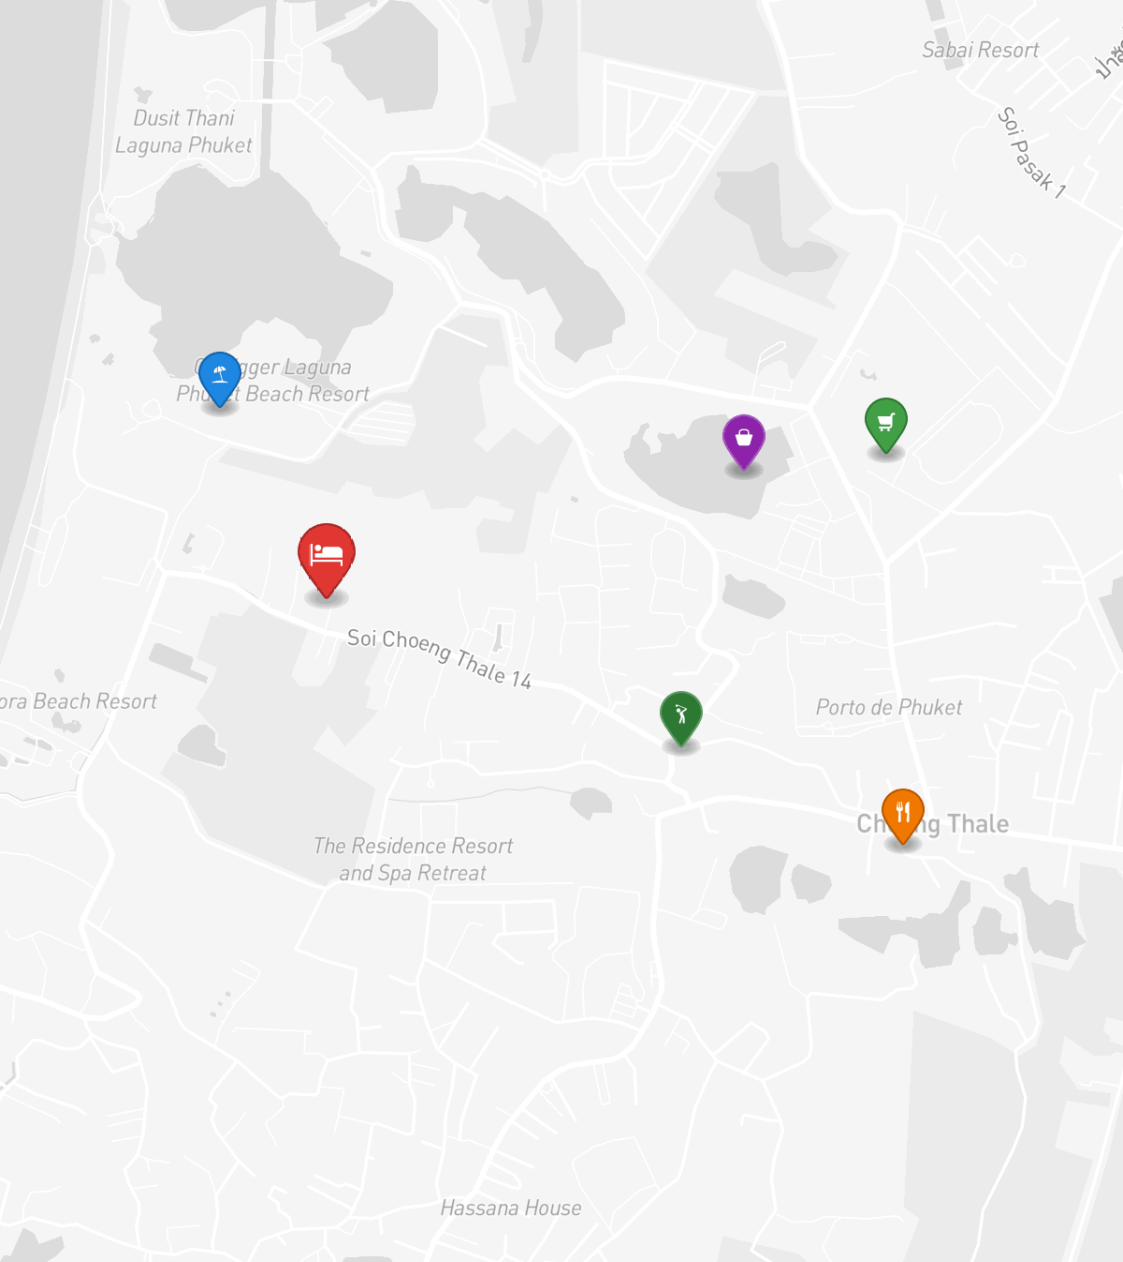 Sabai Resort
Dusit Thani
Laguna Phuket
Soi Pasak 1
Laguna
Beach Resort
Soi Choeng Thale 14
Beach Resort
Porto de Phuket
Thale
The Residence Resort
and Spa Retreat
Hassana House